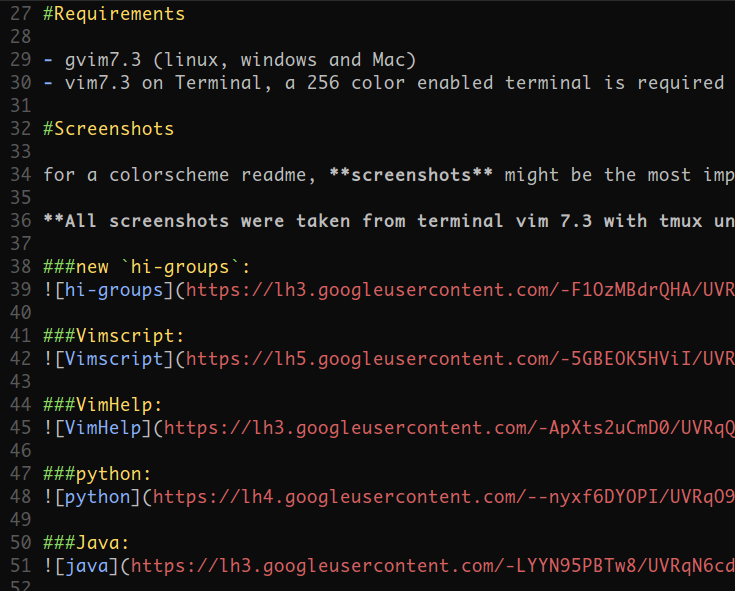 27 #Requirements
28
29 - gvim7.3 (linux, windows and Mac)
30 - vim7.3 on Terminal, a 256 color enabled terminal is required
31
32 #Screenshots
33
34 for a colorscheme readme, **screenshots** might be the most imp
35
36 **All screenshots were taken from terminal vim 7.3 with tmux un
37
38 ###new `hi-groups`:
39 ![hi-groups](https://lh3.googleusercontent.com/-F1OzMBdrQHA/UVR
40
41 ###Vimscript:
42 ![Vimscript](https://lh5.googleusercontent.com/-5GBEOK5HViI/UVR
43
44 ###VimHelp:
45 ![VimHelp](https://lh3.googleusercontent.com/-ApXts2uCmD0/UVRqQ
46
47 ###python:
48 ![python](https://lh4.googleusercontent.com/--nyxf6DYOPI/UVRqO9
49
50 ###Java:
51 ![java](https://lh3.googleusercontent.com/-LYYN95PBTw8/UVRqN6cd
52